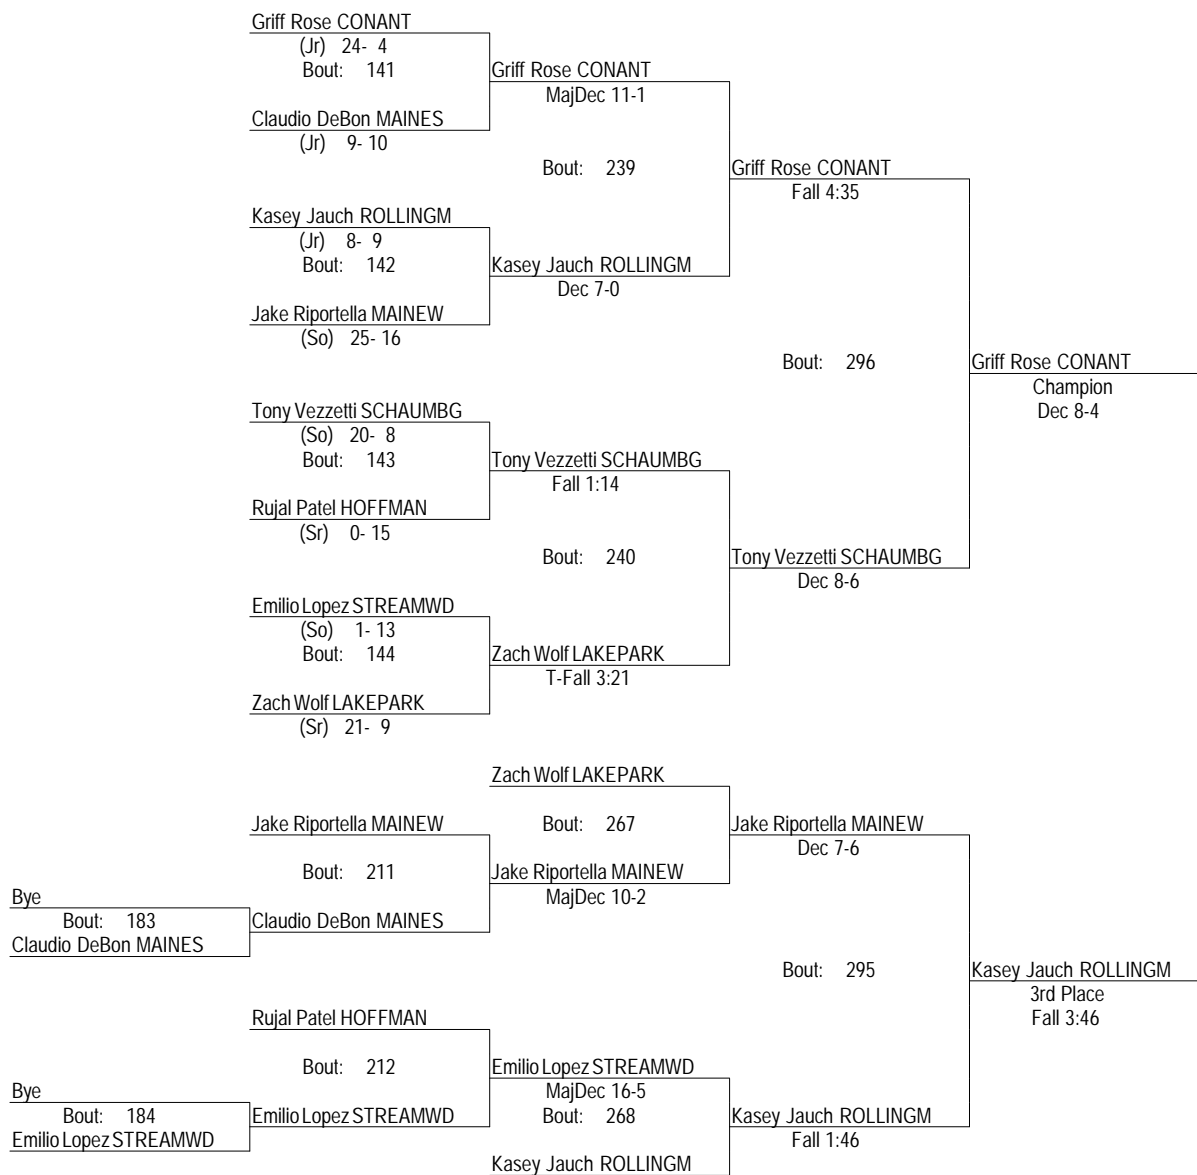 Griff Rose CONANT
(Jr) 24- 4
Bout: 141
Griff Rose CONANT
MajDec 11-1
Claudio DeBon MAINES
(Jr) 9- 10
Bout: 239
Griff Rose CONANT
Fall 4:35
Kasey Jauch ROLLINGM
(Jr) 8- 9
Bout: 142
Kasey Jauch ROLLINGM
Dec 7-0
Jake Riportella MAINEW
(So) 25- 16
Bout: 296
Griff Rose CONANT
Champion
Dec 8-4
Tony Vezzetti SCHAUMBG
(So) 20- 8
Bout: 143
Tony Vezzetti SCHAUMBG
Fall 1:14
Rujal Patel HOFFMAN
(Sr) 0- 15
Bout: 240
Tony Vezzetti SCHAUMBG
Dec 8-6
Emilio Lopez STREAMWD
(So) 1- 13
Bout: 144
Zach Wolf LAKEPARK
T-Fall 3:21
Zach Wolf LAKEPARK
(Sr) 21- 9
Zach Wolf LAKEPARK
Jake Riportella MAINEW
Bout: 267
Jake Riportella MAINEW
Dec 7-6
Bout: 211
Jake Riportella MAINEW
MajDec 10-2
Bye
Bout: 183
Claudio DeBon MAINES
Claudio DeBon MAINES
Bout: 295
Kasey Jauch ROLLINGM
3rd Place
Fall 3:46
Rujal Patel HOFFMAN
Bout: 212
Emilio Lopez STREAMWD
MajDec 16-5
Bye
Bout: 184
Emilio Lopez STREAMWD
Emilio Lopez STREAMWD
Bout: 268
Kasey Jauch ROLLINGM
Fall 1:46
Kasey Jauch ROLLINGM